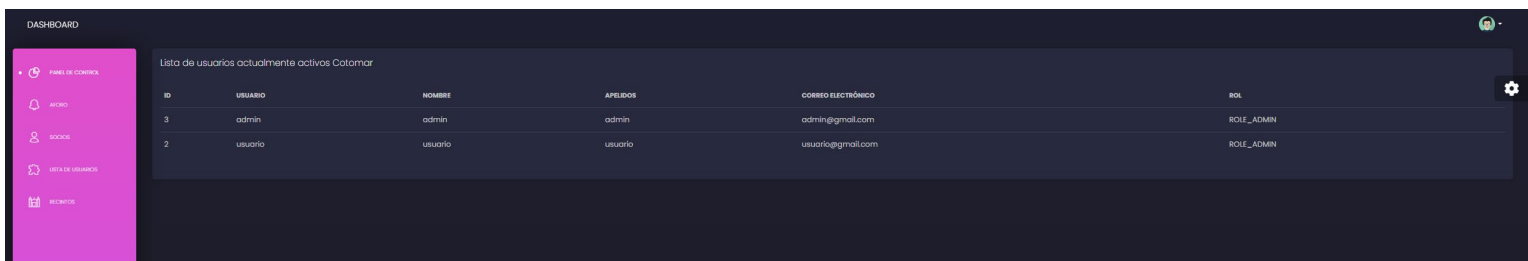 DASHBOARD
PANEL DE CONTROL
AFORO
SOCIOS
LISTA DE USUARIOS
RECINTOS
Lista de usuarios actualmente activos Cotomar
ID USUARIO NOMBRE APELIDOS CORREO ELECTRÓNICO ROL
3 admin admin admin admin@gmail.com ROLE_ADMIN
2 usuario usuario usuario usuario@gmail.com ROLE_ADMIN